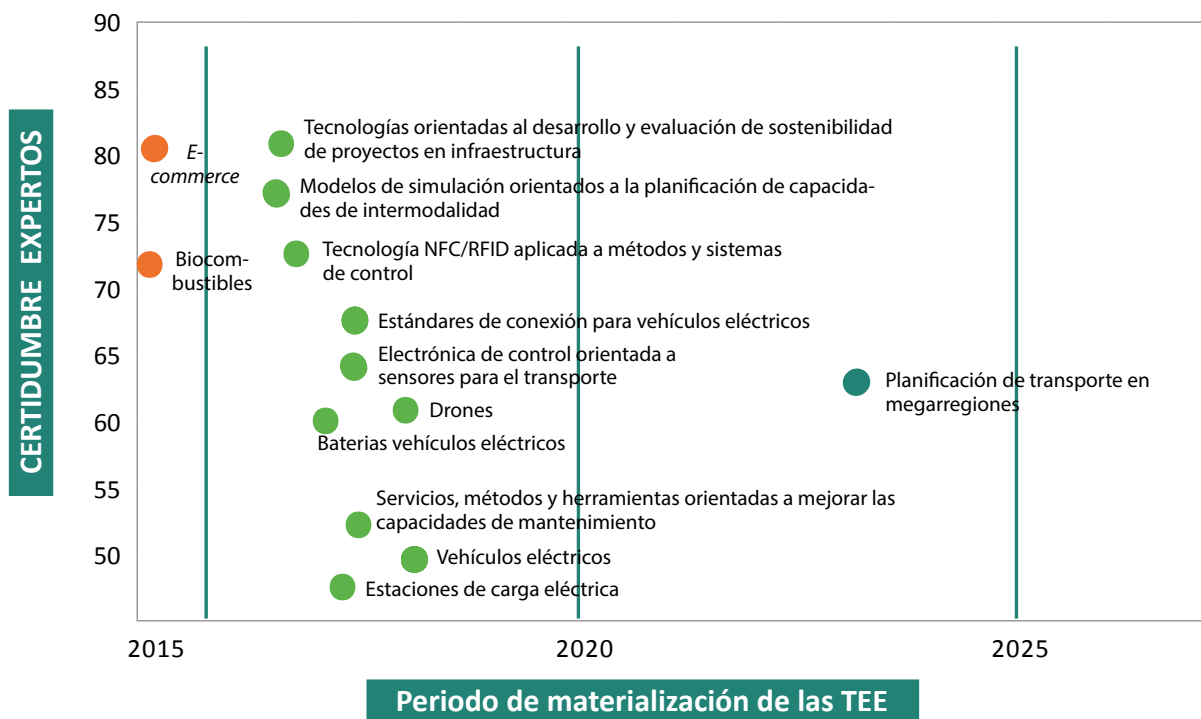 90
85
80
75
70
65
60
55
50
CERTIDUMBRE EXPERTOS
E-
commerce
Biocom-
bustibles
Tecnologías orientadas al desarrollo y evaluación de sostenibilidad
de proyectos en infraestructura
Modelos de simulación orientados a la planificación de capacida-
des de intermodalidad
Tecnología NFC/RFID aplicada a métodos y sistemas
de control
Estándares de conexión para vehículos eléctricos
Electrónica de control orientada a
sensores para el transporte
Planificación de transporte en
megarregiones
Drones
Baterias vehículos eléctricos
Servicios, métodos y herramientas orientadas a mejorar las
capacidades de mantenimiento
Vehículos eléctricos
Estaciones de carga eléctrica
2015
2020
2025
Periodo de materialización de las TEE